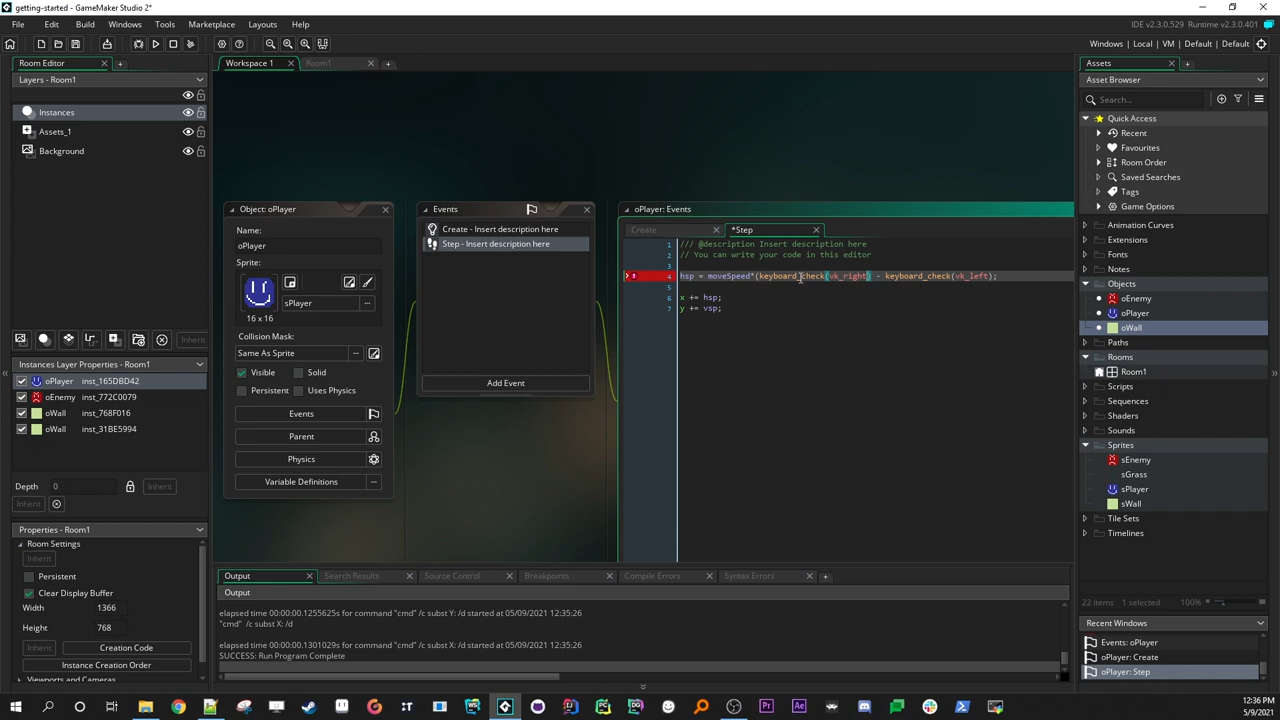 getting-started - GameMaker Studio 2*
File Edit Build Windows Tools Marketplace Layouts Help
IDE v2.3.0.529 Runtime v2.3.0.401
Windows | Local | VM | Default | Default
Room Editor
Workspace 1
Room1
Assets
Layers - Room1
Asset Browser
Search...
Instances
Assets_1
Background
Quick Access
Recent
Favourites
Room Order
Saved Searches
Tags
Game Options
Animation Curves
Extensions
Fonts
Notes
Objects
oEnemy
oPlayer
oWall
Paths
Rooms
Room1
Scripts
Sequences
Shaders
Sounds
Sprites
sEnemy
sGrass
sPlayer
sWall
Tile Sets
Timelines
22 items 1 selected 100%
Recent Windows
Events: oPlayer
oPlayer: Create
oPlayer: Step
Object: oPlayer
Name:
oPlayer
Sprite:
sPlayer
16 x 16
Collision Mask:
Same As Sprite
Visible Solid
Persistent Uses Physics
Events
Parent
Physics
Variable Definitions
Events
Create - Insert description here
Step - Insert description here
Add Event
oPlayer: Events
Create
*Step
1 /// @description Insert description here
2 // You can write your code in this editor
3
4 hsp = moveSpeed*(keyboard_check(vk_right) - keyboard_check(vk_left);
5
6 x += hsp;
7 y += vsp;
Inherit
Instances Layer Properties - Room1
oPlayer inst_165DBD42
oEnemy inst_772C0079
oWall inst_768F016
oWall inst_31BE5994
Depth 0 Inherit
Inherit
Properties - Room1
Room Settings
Inherit
Persistent
Clear Display Buffer
Width 1366
Height 768
Inherit Creation Code
Instance Creation Order
Viewports and Cameras
Output Search Results Source Control Breakpoints Compile Errors Syntax Errors
Output
elapsed time 00:00:00.1255625s for command "cmd" /c subst Y: /d started at 05/09/2021 12:35:26
"cmd" /c subst X: /d
elapsed time 00:00:00.1301029s for command "cmd" /c subst X: /d started at 05/09/2021 12:35:26
SUCCESS: Run Program Complete
12:36 PM
5/9/2021